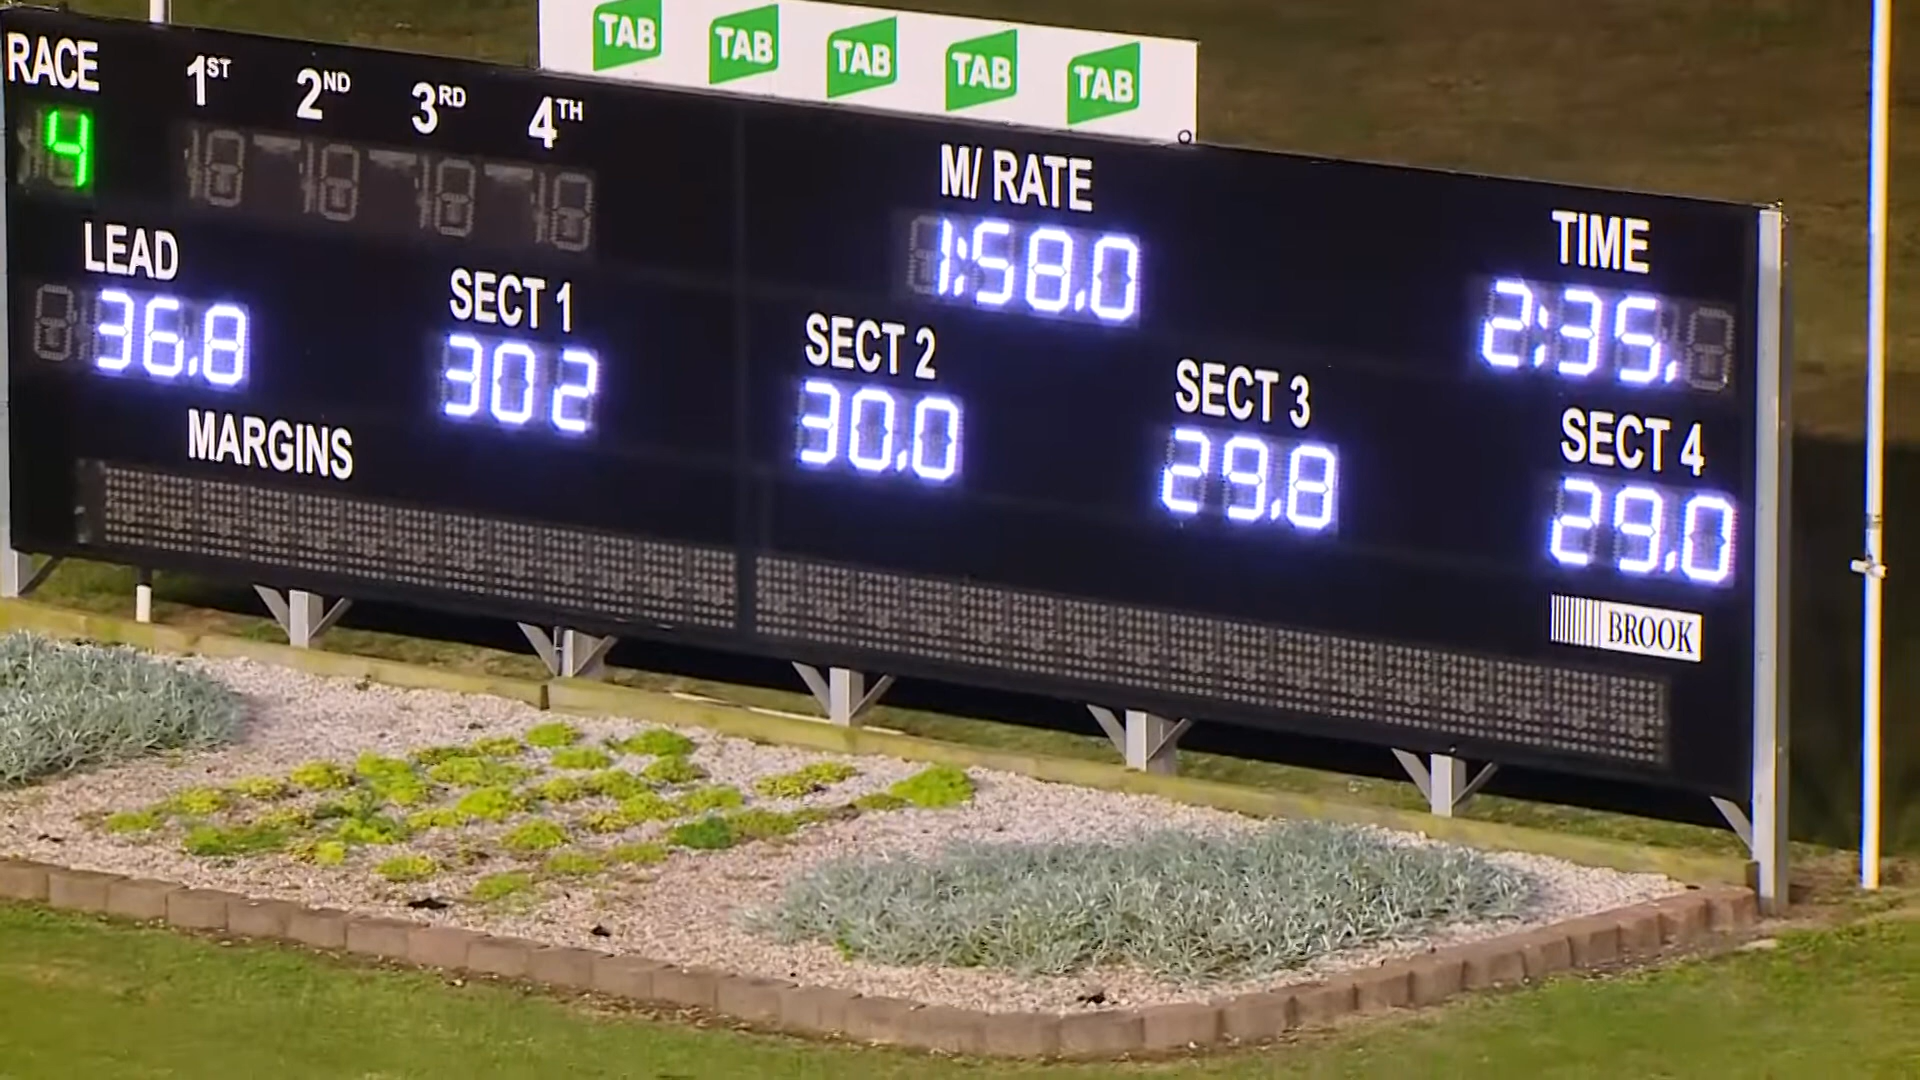 TAB TAB TAB TAB TAB
RACE 1ST 2ND 3RD 4TH
4
M/ RATE
1:58.0
TIME
2:35.
LEAD
36.8
SECT 1
302
SECT 2
30.0
SECT 3
29.8
SECT 4
29.0
MARGINS
BROOK